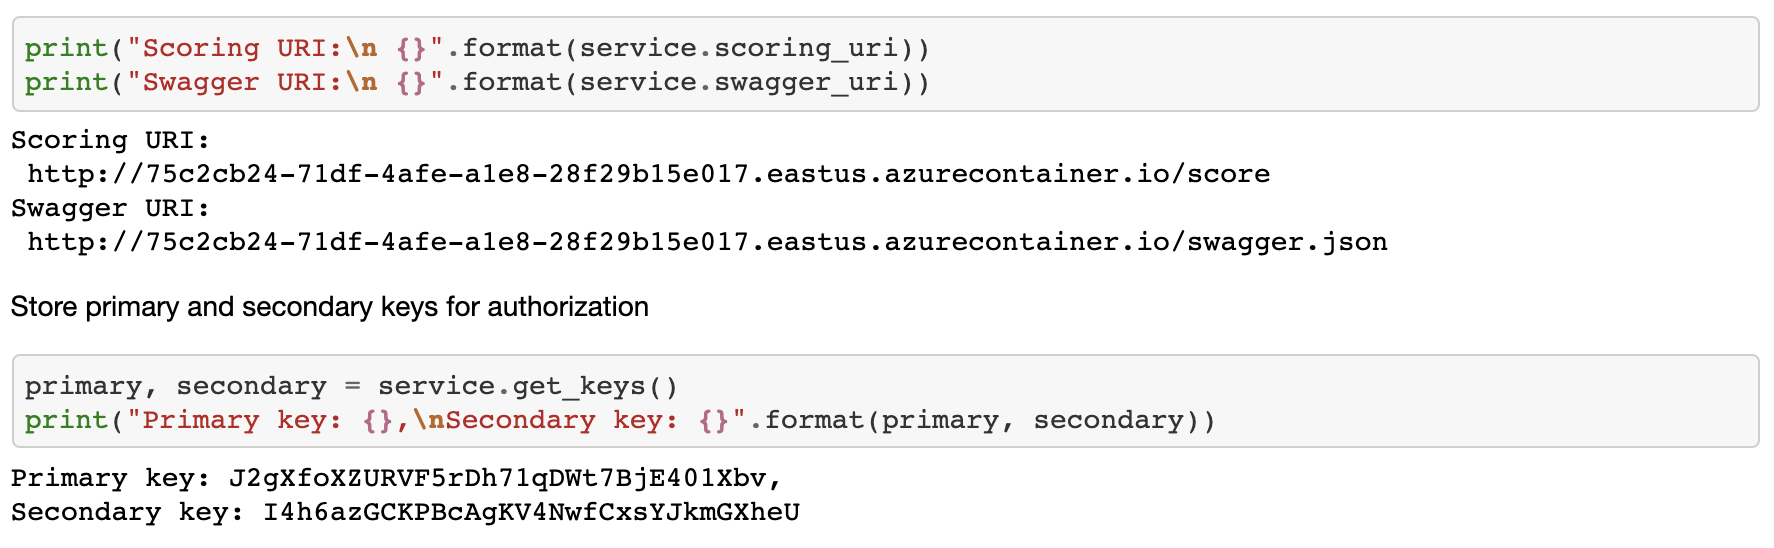 print("Scoring URI:\n {}".format(service.scoring_uri))
print("Swagger URI:\n {}".format(service.swagger_uri))
Scoring URI:
 http://75c2cb24-71df-4afe-a1e8-28f29b15e017.eastus.azurecontainer.io/score
Swagger URI:
 http://75c2cb24-71df-4afe-a1e8-28f29b15e017.eastus.azurecontainer.io/swagger.json
Store primary and secondary keys for authorization
primary, secondary = service.get_keys()
print("Primary key: {},\nSecondary key: {}".format(primary, secondary))
Primary key: J2gXfoXZURVF5rDh71qDWt7BjE401Xbv,
Secondary key: I4h6azGCKPBcAgKV4NwfCxsYJkmGXheU